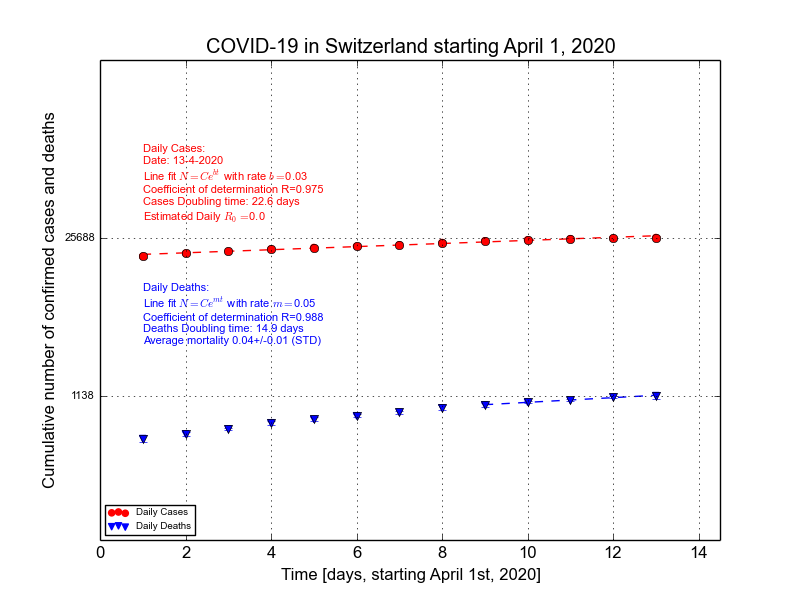 COVID-19 in Switzerland starting April 1, 2020
Cumulative number of confirmed cases and deaths
Daily Cases:
Date: 13-4-2020
Line fit N=Ce^{bt} with rate b=0.03
Coefficient of determination R=0.975
Cases Doubling time: 22.6 days
Estimated Daily R_0 =0.0
25688
Daily Deaths:
Line fit N=Ce^{mt} with rate m=0.05
Coefficient of determination R=0.988
Deaths Doubling time: 14.9 days
Average mortality 0.04+/-0.01 (STD)
1138
Daily Cases
Daily Deaths
0 2 4 6 8 10 12 14
Time [days, starting April 1st, 2020]